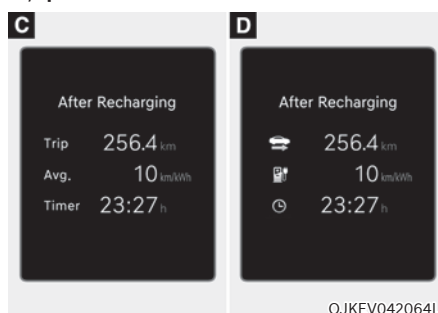 C
After Recharging
Trip 256.4 km
Avg. 10 km/kWh
Timer 23:27 h
D
After Recharging
256.4 km
10 km/kWh
23:27 h
OJKEV042064L